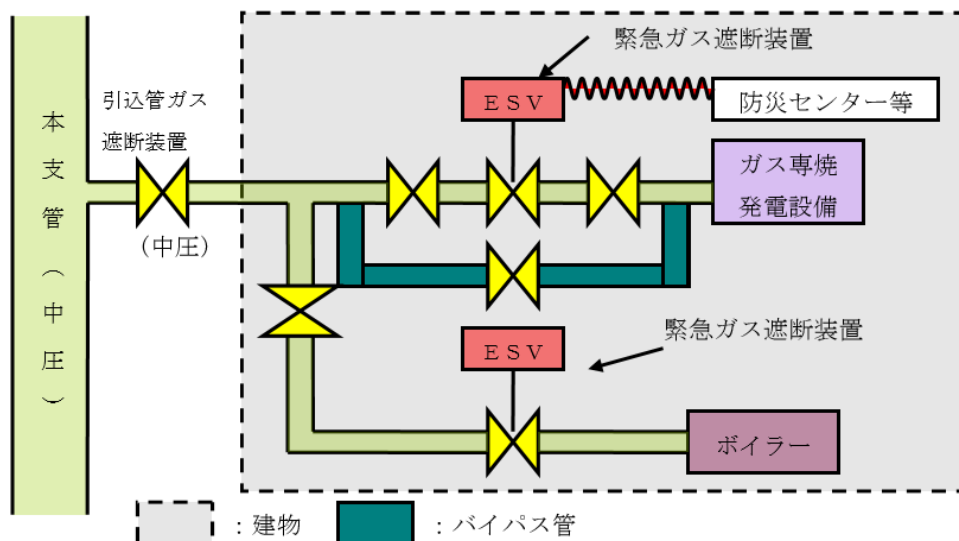 緊急ガス遮断装置
ESV
防災センター等
引込管ガス
遮断装置
本支管(中圧)
ガス専焼
発電設備
(中圧)
緊急ガス遮断装置
ESV
ボイラー
:建物
:バイパス管